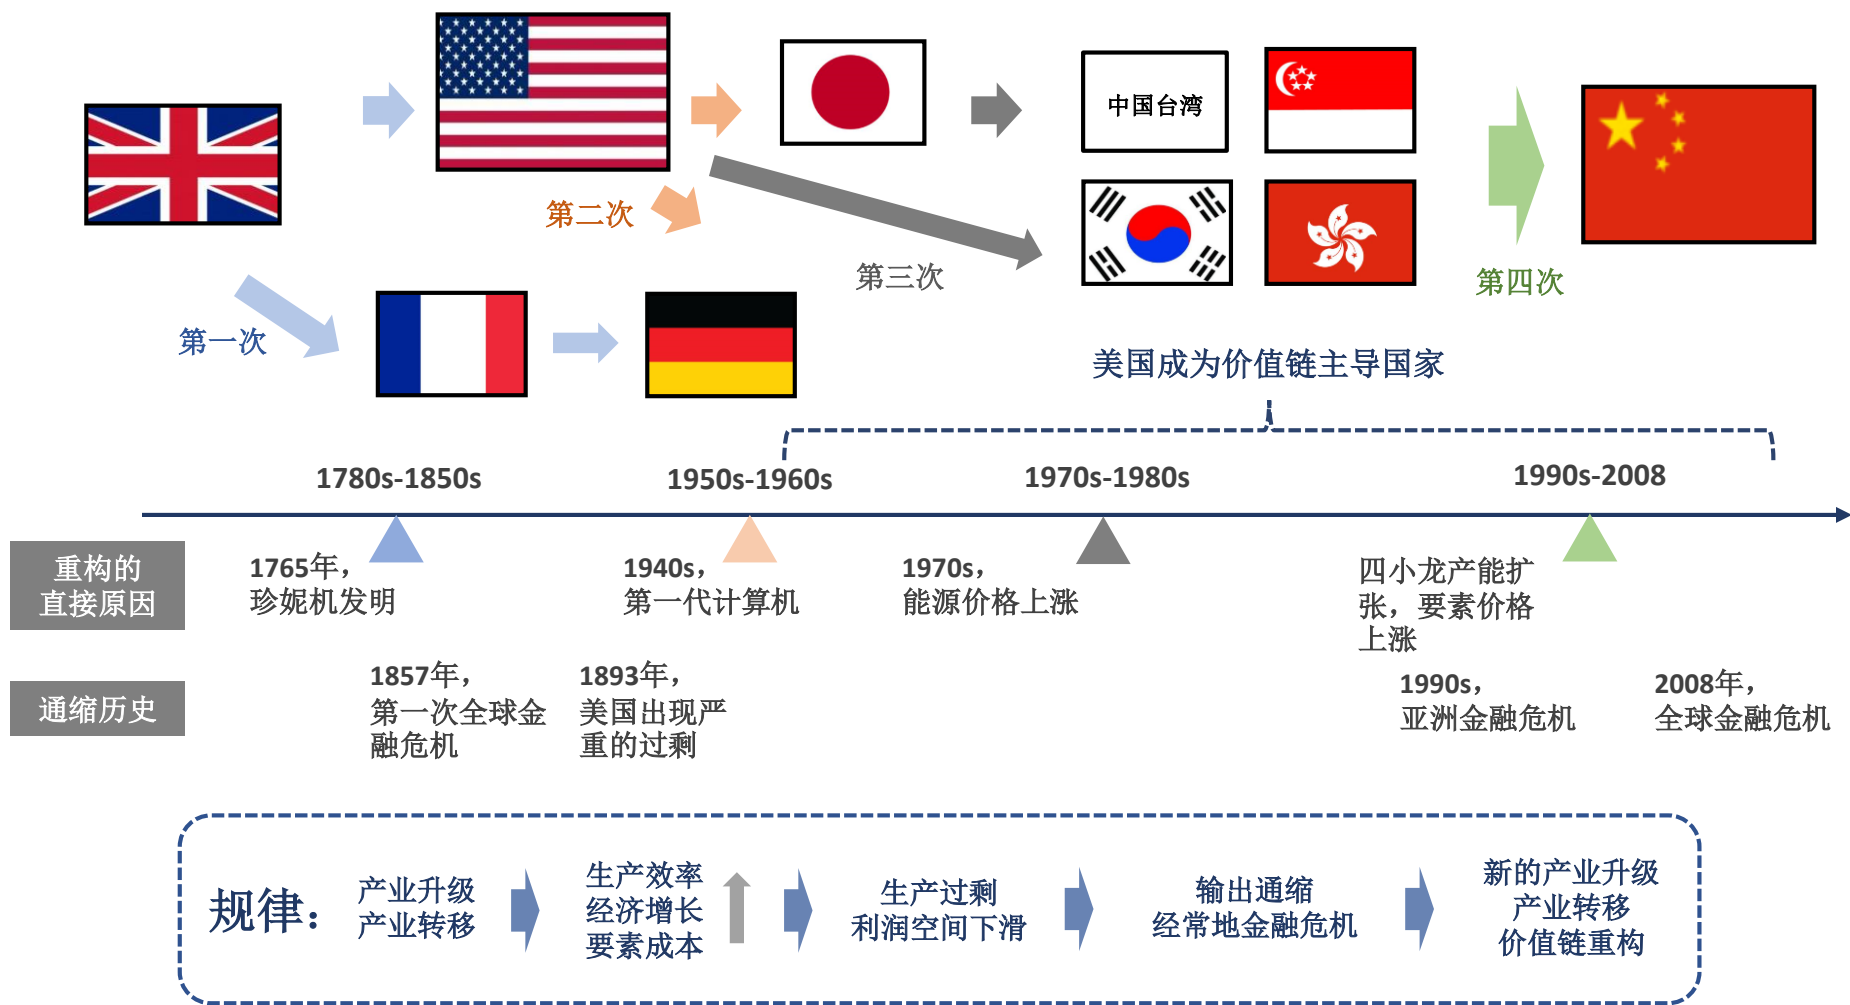 中国台湾
第二次
第三次
第四次
第一次
美国成为价值链主导国家
1780s-1850s
1950s-1960s
1970s-1980s
1990s-2008
重构的
直接原因
1765年，
珍妮机发明
1940s，
第一代计算机
1970s，
能源价格上涨
四小龙产能扩
张，要素价格
上涨
通缩历史
1857年，
第一次全球金
融危机
1893年，
美国出现严
重的过剩
1990s，
亚洲金融危机
2008年，
全球金融危机
规律：
产业升级
产业转移
生产效率
经济增长
要素成本
生产过剩
利润空间下滑
输出通缩
经常地金融危机
新的产业升级
产业转移
价值链重构